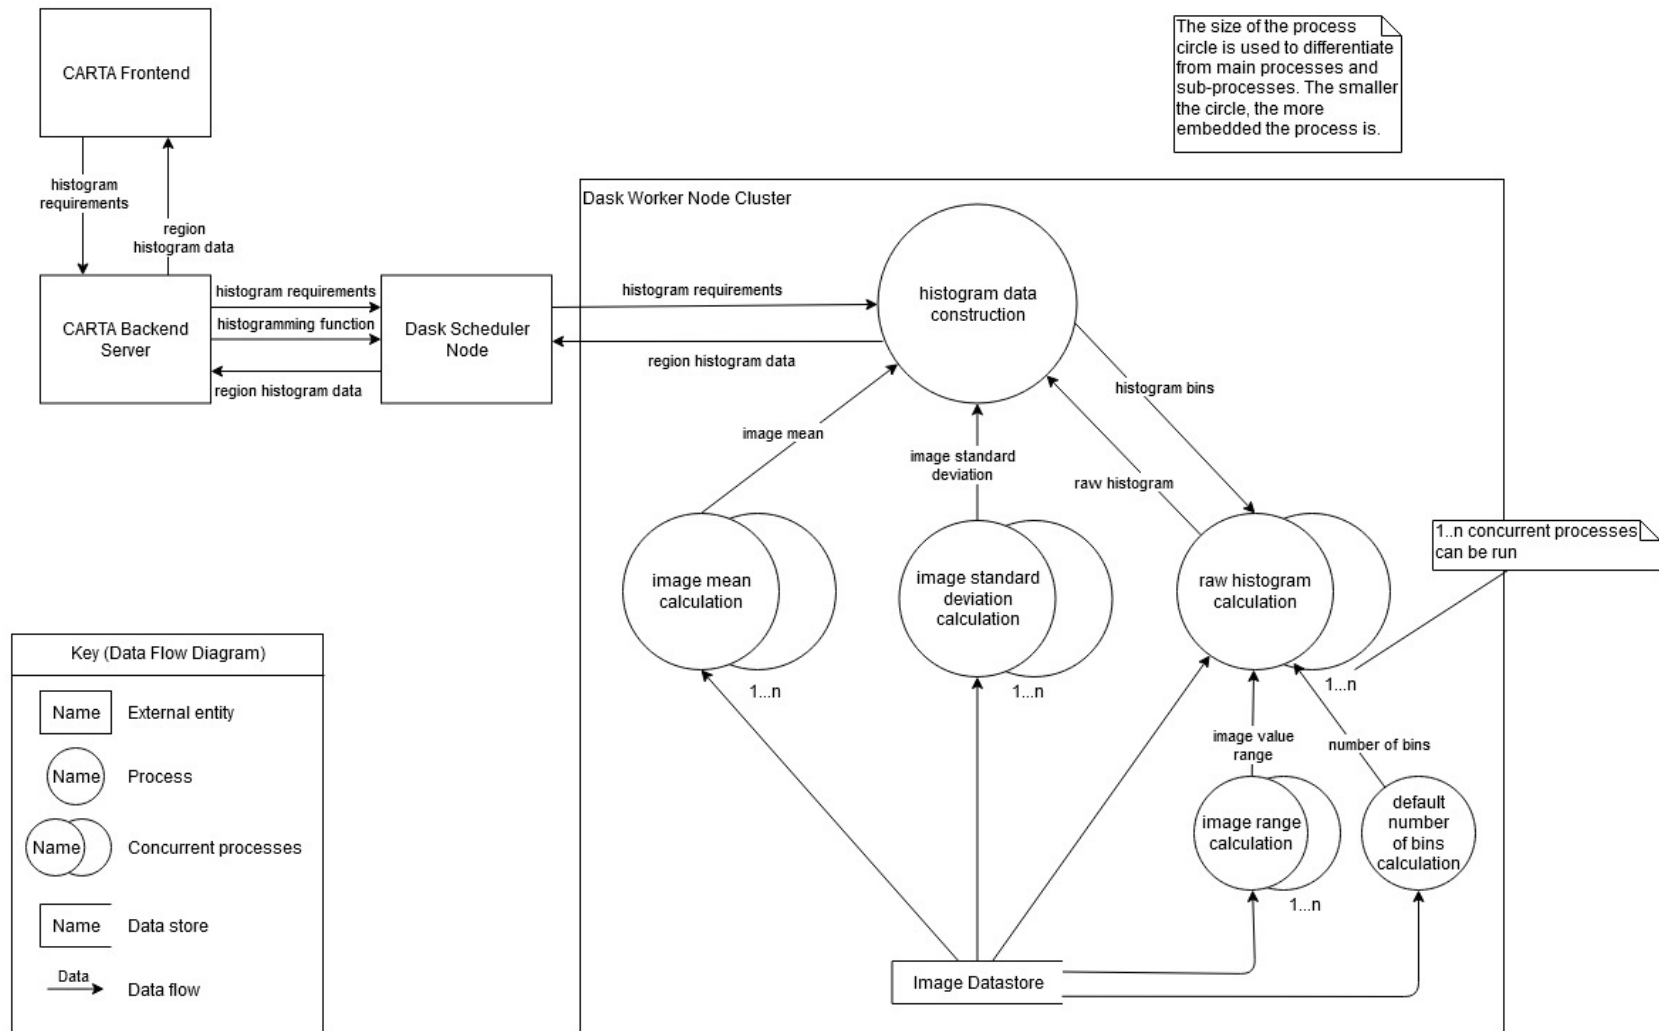 The size of the process
circle is used to differentiate
from main processes and
sub-processes. The smaller
the circle, the more
embedded the process is.
CARTA Frontend
histogram
requirements
region
histogram data
CARTA Backend
Server
histogram requirements
histogramming function
region histogram data
Dask Scheduler
Node
Dask Worker Node Cluster
histogram requirements
region histogram data
histogram data
construction
image mean
image standard
deviation
histogram bins
raw histogram
1..n concurrent processes
can be run
image mean
calculation
1...n
image standard
deviation
calculation
1...n
raw histogram
calculation
1...n
image value
range
number of bins
image range
calculation
1...n
default
number
of bins
calculation
Image Datastore
Key (Data Flow Diagram)
Name
External entity
Name
Process
Name
Concurrent processes
Name
Data store
Data
Data flow